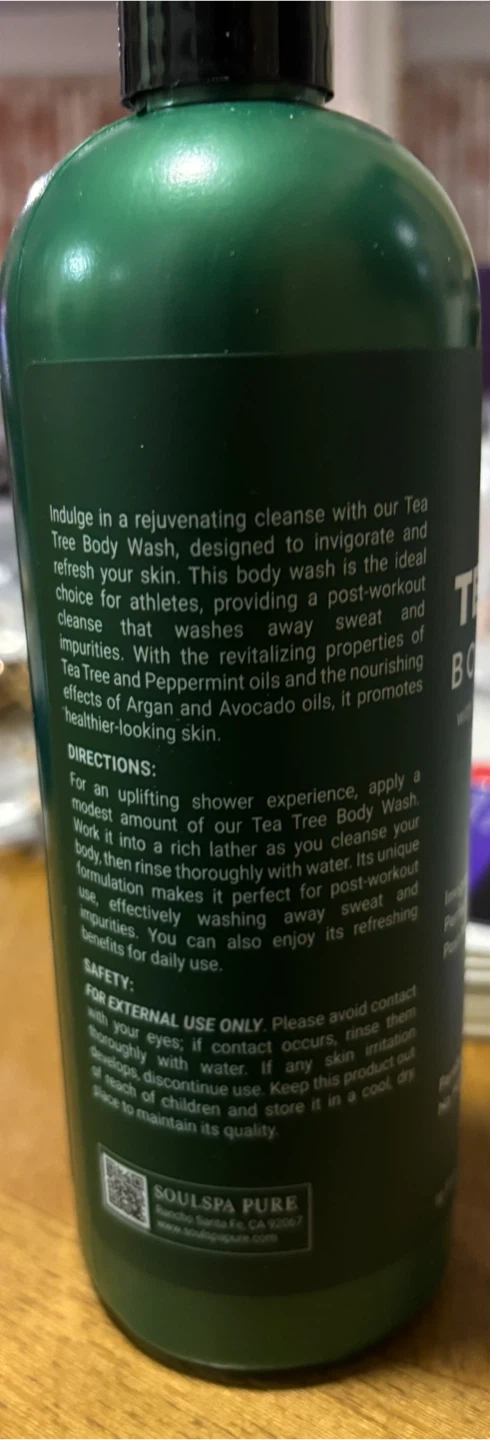 Indulge in a rejuvenating cleanse with our Tea
Tree Body Wash, designed to invigorate and
refresh your skin. This body wash is the ideal
choice for athletes, providing a post-workout
cleanse that washes away sweat and
impurities. With the revitalizing properties of
Tea Tree and Peppermint oils and the nourishing
effects of Argan and Avocado oils, it promotes
healthier-looking skin.
DIRECTIONS:
For an uplifting shower experience, apply a
modest amount of our Tea Tree Body Wash.
Work it into a rich lather as you cleanse your
body, then rinse thoroughly with water. Its unique
formulation makes it perfect for post-workout
use, effectively washing away sweat and
impurities. You can also enjoy its refreshing
benefits for daily use.
SAFETY:
FOR EXTERNAL USE ONLY. Please avoid contact
with your eyes; if contact occurs, rinse them
thoroughly with water. If any skin irritation
develops, discontinue use. Keep this product out
of reach of children and store it in a cool, dry
place to maintain its quality.
SOULSPA PURE
Rancho Santa Fe, CA 92067
www.soulspapure.com
TE
BO